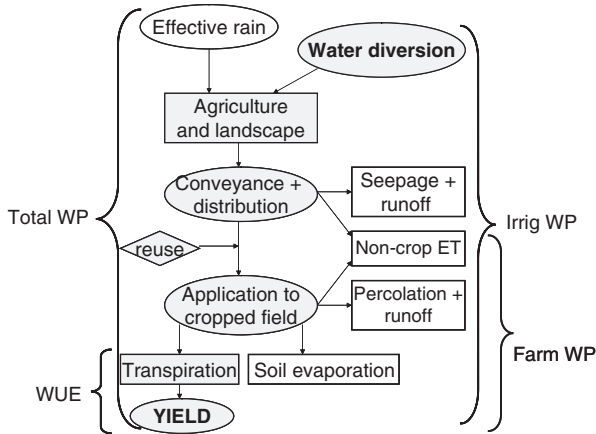 Effective rain
Water diversion
Agriculture
and landscape
Conveyance +
distribution
Seepage +
runoff
Total WP
Irrig WP
reuse
Non-crop ET
Application to
cropped field
Percolation +
runoff
Farm WP
Transpiration
Soil evaporation
WUE
YIELD